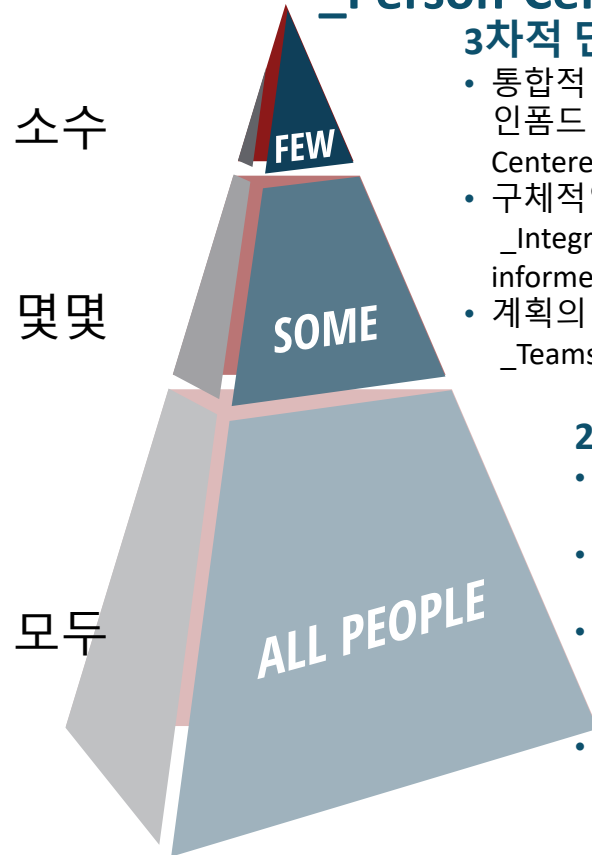 _Person Cen
3차적 단
소수
• 통합적
인폼드
Centere
FEW
• 구체적인
_Integr
informe
몇몇
SOME
• 계획의
_Teams
2
•
•
모두
•
ALL PEOPLE
•